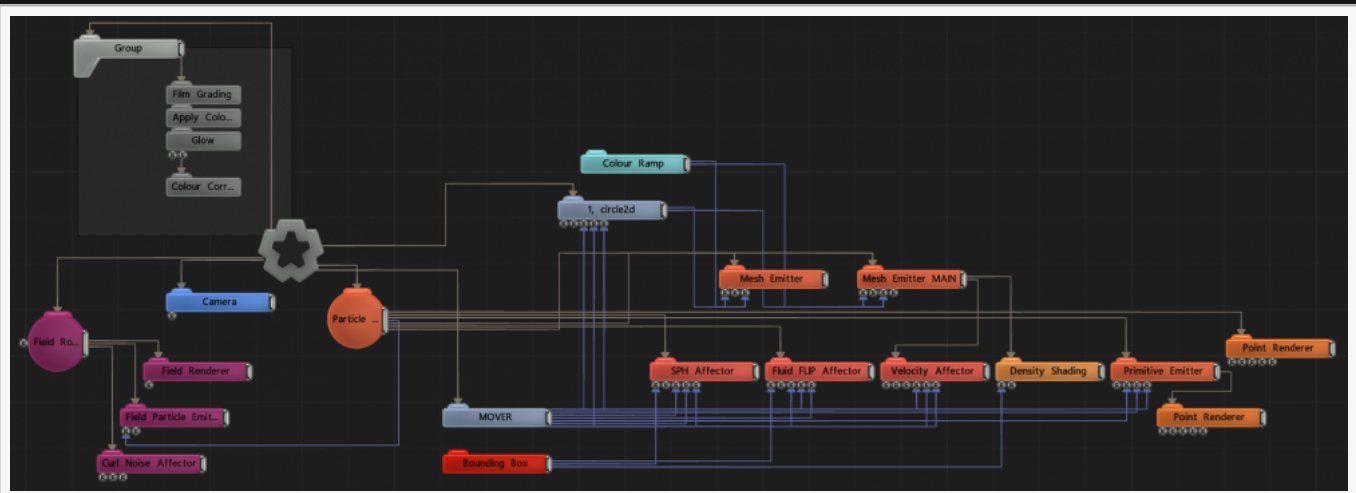 Group
Film Grading
Apply Colo...
Glow
Colour Corr...
Colour Ramp
1, circle2d
Mesh Emitter
Mesh Emitter MAIN
Camera
Particle ...
Field Ro...
Point Renderer
Field Renderer
SPH Affector
Fluid FLIP Affector
Velocity Affector
Density Shading
Primitive Emitter
Field Particle Emit...
MOVER
Point Renderer
Curl Noise Affector
Bounding Box